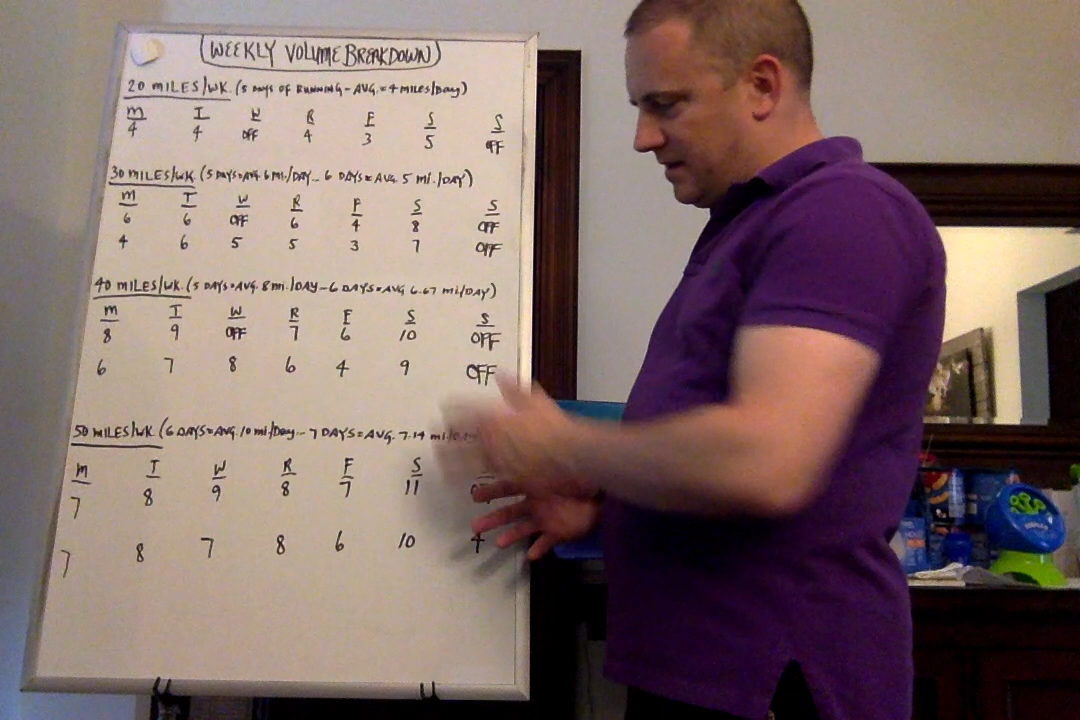 (WEEKLY VOLUME BREAKDOWN)
20 MILES/WK. (5 DAYS OF RUNNING - AVG. = 4 MILES/DAY)
M T W R F S S
4 4 OFF 4 3 5 OFF
30 MILES/WK. (5 DAYS=AVG. 6 MI./DAY - 6 DAYS = AVG. 5 MI./DAY)
M T W R F S S
6 6 OFF 6 4 8 OFF
4 6 5 5 3 7 OFF
40 MILES/WK. (5 DAYS=AVG. 8 MI./DAY - 6 DAYS=AVG 6.67 MI/DAY)
M T W R F S S
8 9 OFF 7 6 10 OFF
6 7 8 6 4 9 OFF
50 MILES/WK. (6 DAYS=AVG. 10 MI/DAY - 7 DAYS=AVG. 7.14
M T W R F S
7 8 9 8 7 11
7 8 7 8 6 10 4